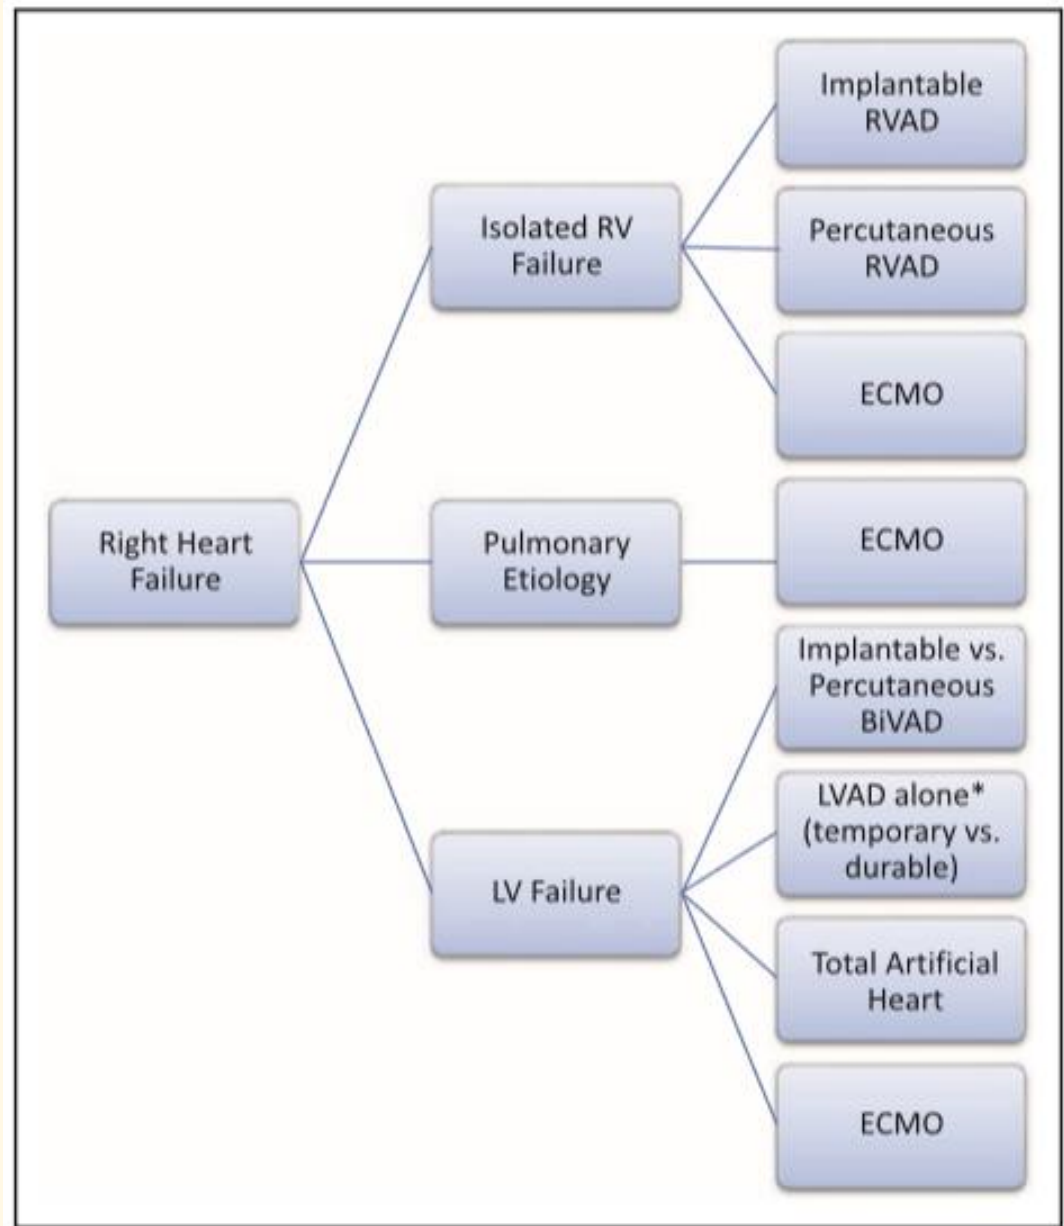 Implantable
RVAD
Isolated RV
Failure
Percutaneous
RVAD
ECMO
Right Heart
Failure
Pulmonary
Etiology
ECMO
Implantable vs.
Percutaneous
BiVAD
LV Failure
LVAD alone*
(temporary vs.
durable)
Total Artificial
Heart
ECMO